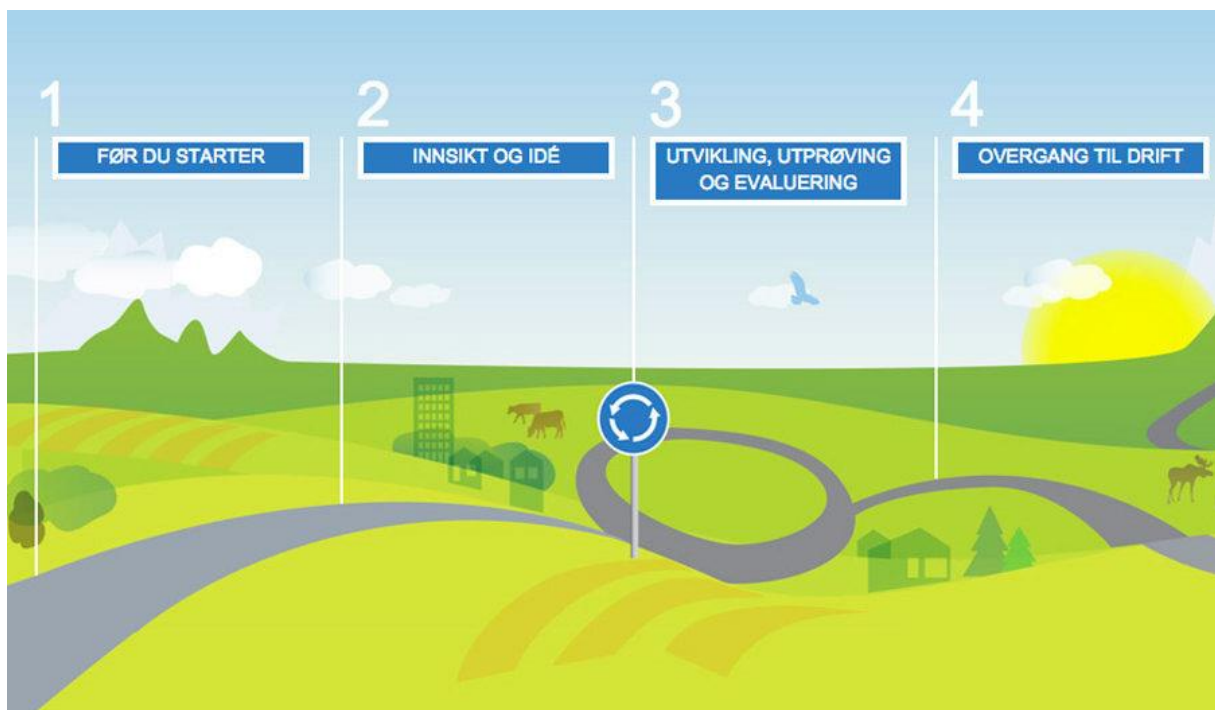 1
FØR DU STARTER
2
INNSIKT OG IDÉ
3
UTVIKLING, UTPRØVING
OG EVALUERING
4
OVERGANG TIL DRIFT